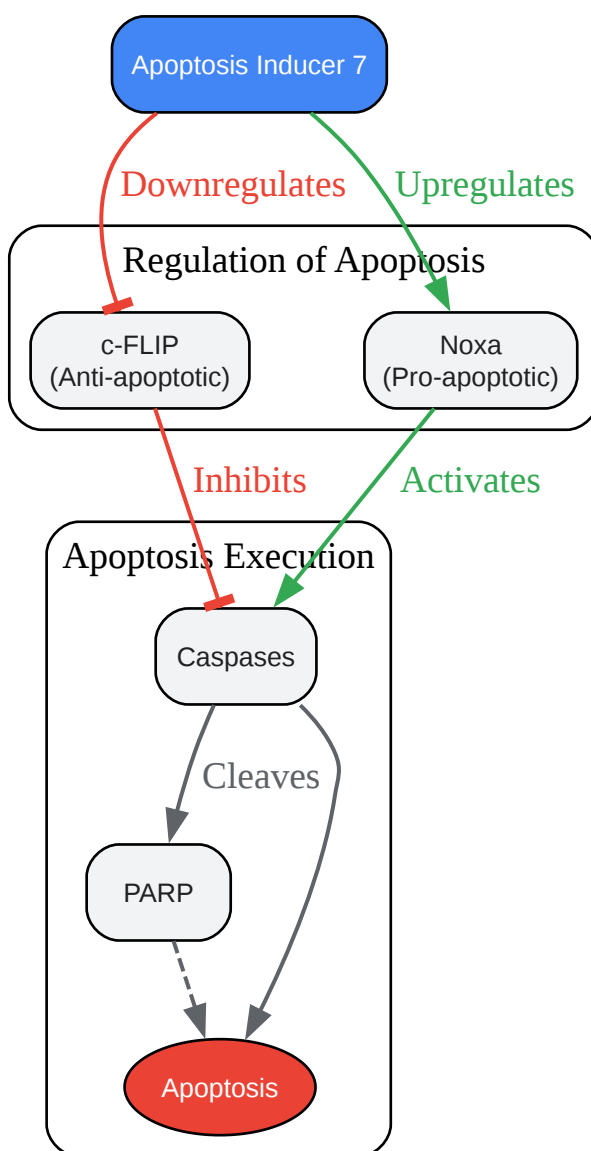 Apoptosis Inducer 7
Downregulates
Upregulates
Regulation of Apoptosis
c-FLIP
(Anti-apoptotic)
Noxa
(Pro-apoptotic)
Inhibits
Activates
Apoptosis Execution
Caspases
Cleaves
PARP
Apoptosis